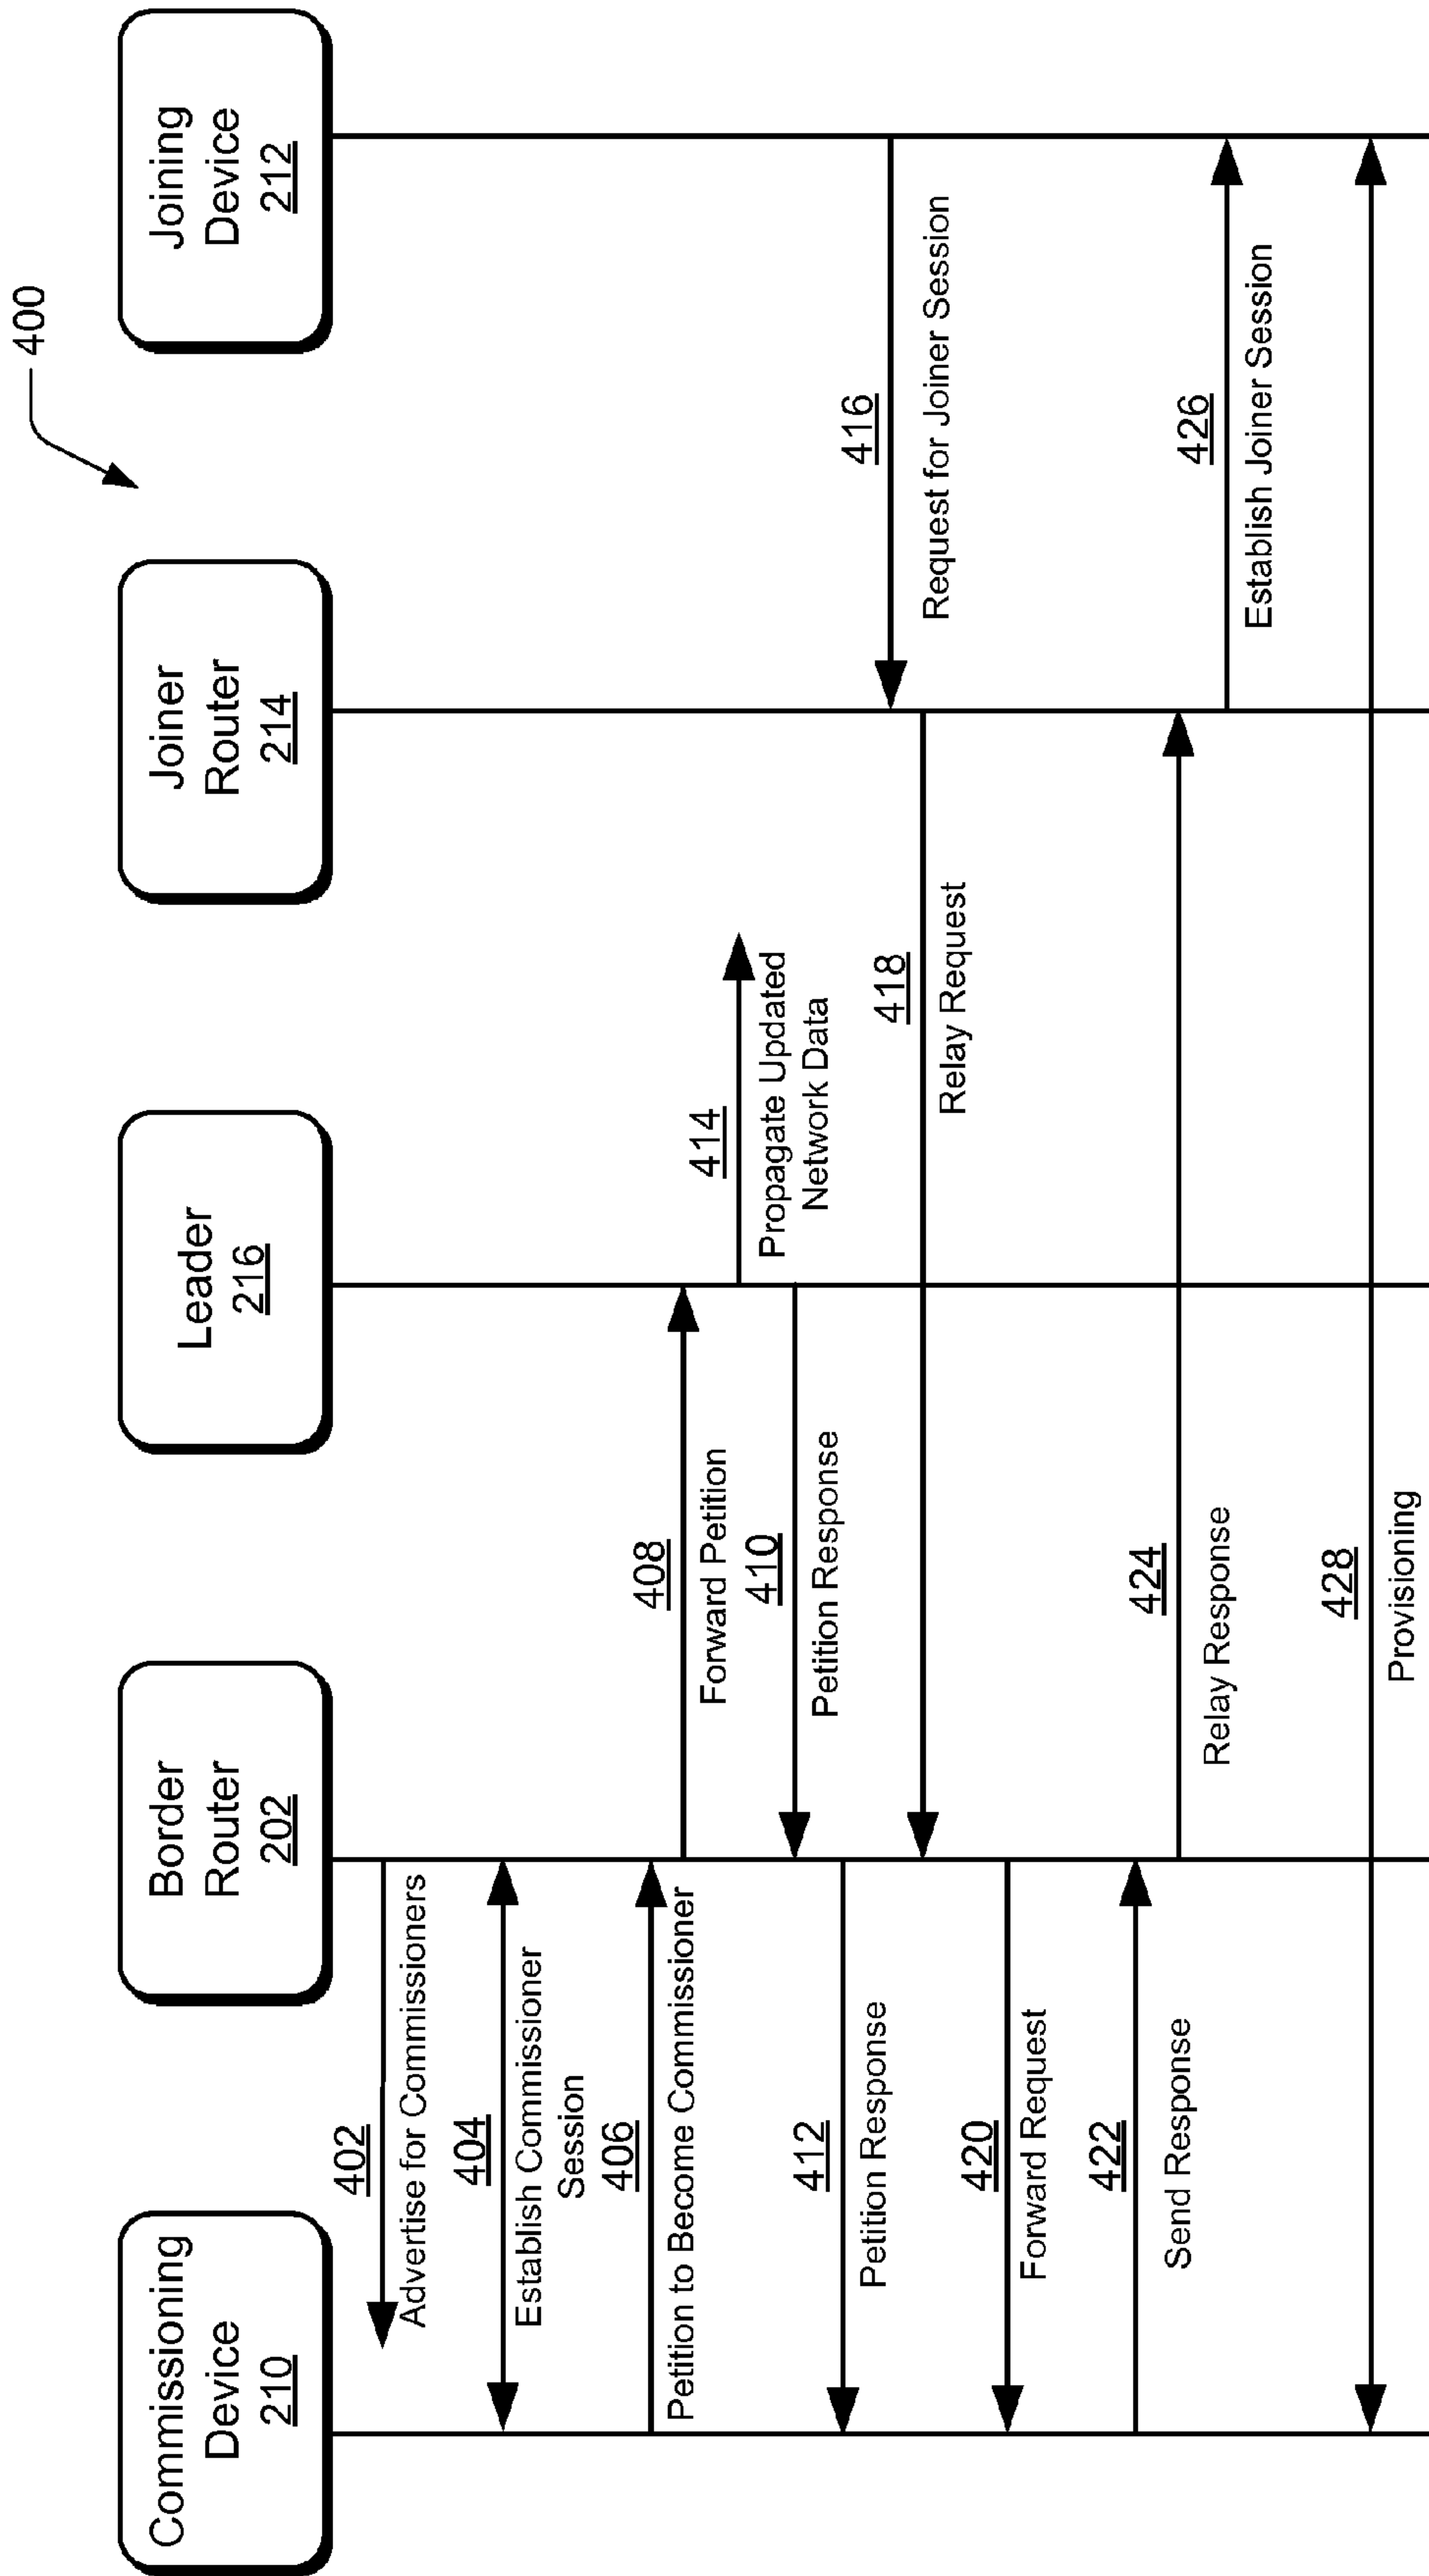 400
Commissioning
Device
210
Border
Router
202
Leader
216
Joiner
Router
214
Joining
Device
212
402
Advertise for Commissioners
404
Establish Commissioner
Session
406
Petition to Become Commissioner
408
Forward Petition
414
Propagate Updated
Network Data
410
Petition Response
412
Petition Response
416
Request for Joiner Session
418
Relay Request
420
Forward Request
422
Send Response
424
Relay Response
426
Establish Joiner Session
428
Provisioning